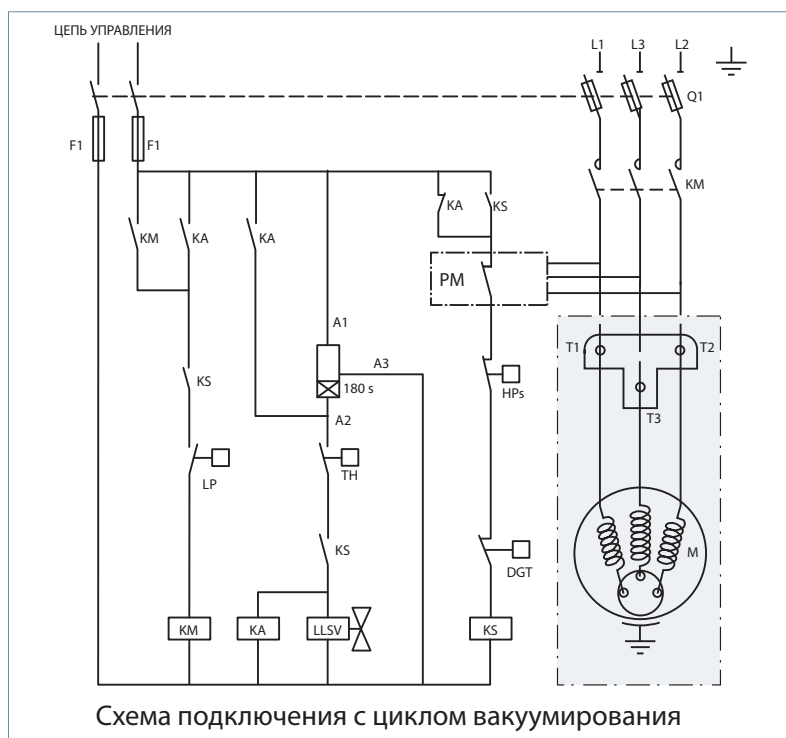 ЦЕПЬ УПРАВЛЕНИЯ
L1 L3 L2
Q1
F1 F1
KM
KA KS
KM KA KA
PM
A1
T1 T2
A3
180 s
KS
HPs
A2
T3
LP
TH
KS
M
DGT
KM KA LLSV KS
Схема подключения с циклом вакуумирования